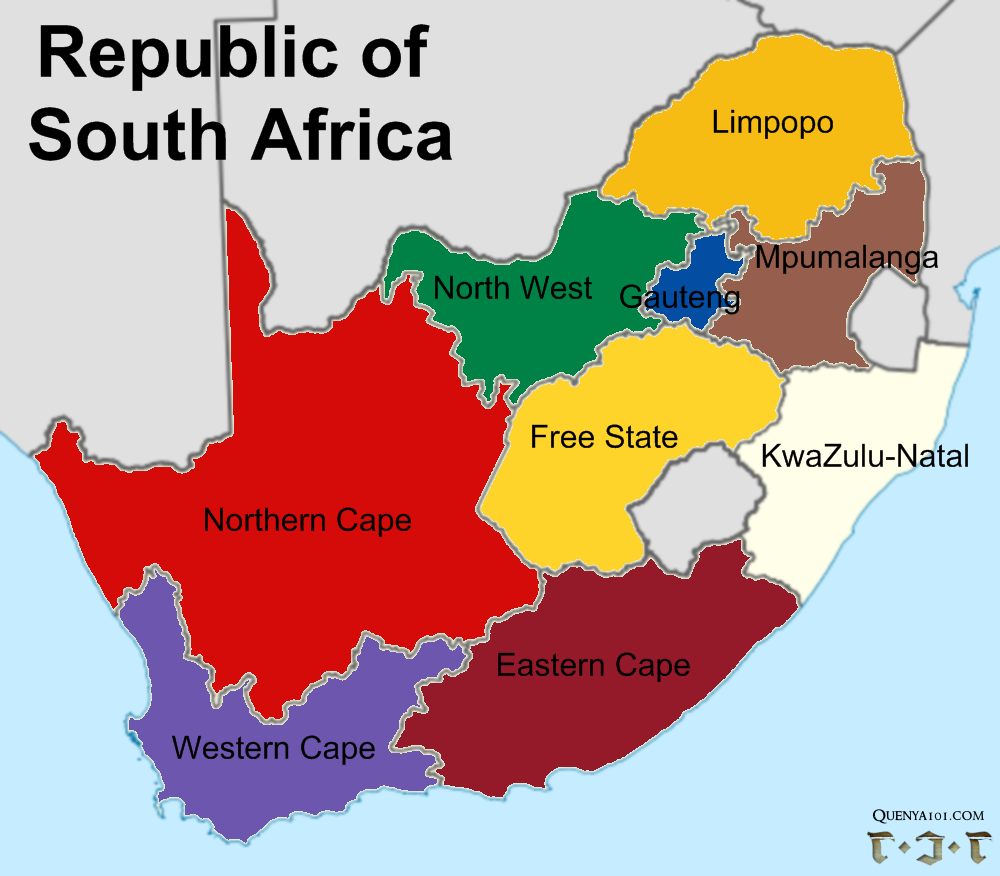 Republic of
South Africa
Limpopo
Mpumalanga
North West
Gauteng
Free State
KwaZulu-Natal
Northern Cape
Eastern Cape
Western Cape
QUENYA101.COM